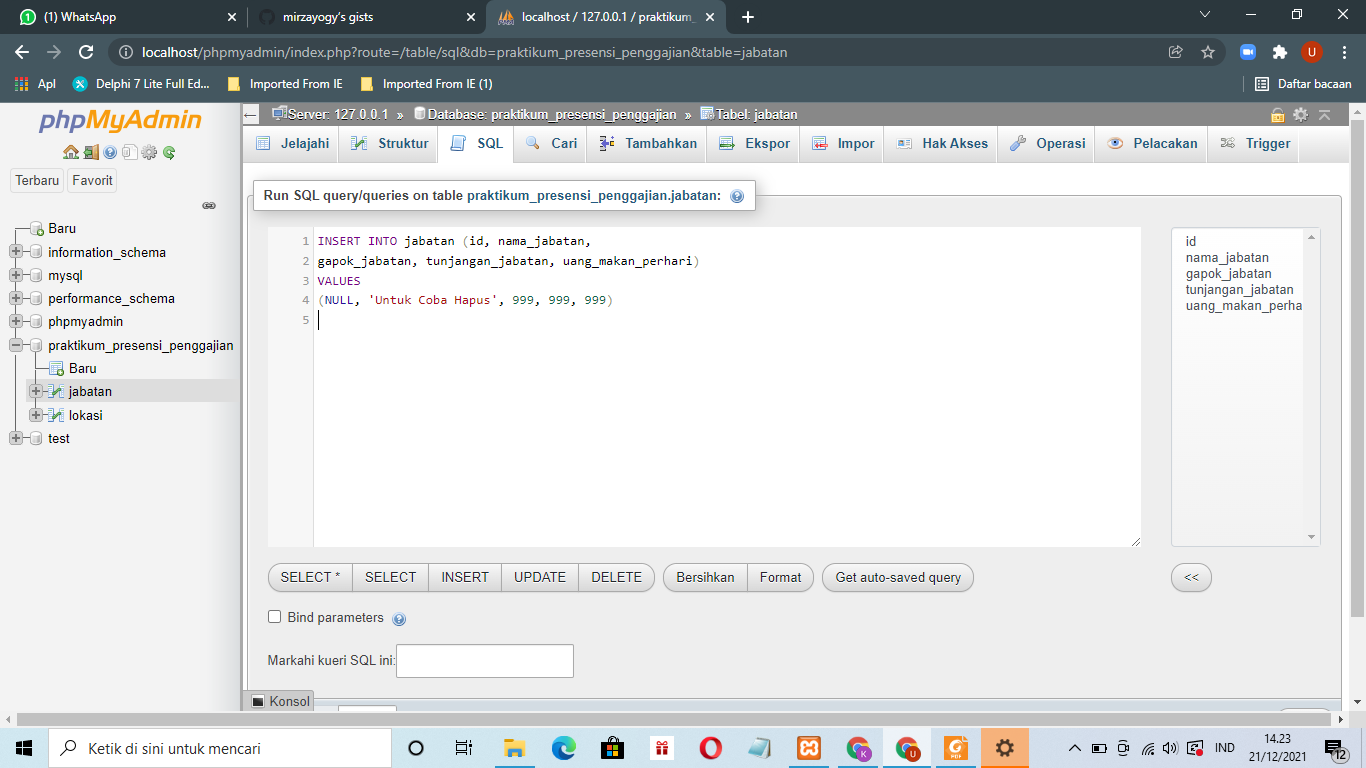 (1) WhatsApp
mirzayogy's gists
localhost / 127.0.0.1 / praktikum_
localhost/phpmyadmin/index.php?route=/table/sql&db=praktikum_presensi_penggajian&table=jabatan
U
Apl
Delphi 7 Lite Full Ed...
Imported From IE
Imported From IE (1)
Daftar bacaan
phpMyAdmin
Terbaru
Favorit
Baru
information_schema
mysql
performance_schema
phpmyadmin
praktikum_presensi_penggajian
Baru
jabatan
lokasi
test
Server: 127.0.0.1 » Database: praktikum_presensi_penggajian » Tabel: jabatan
Jelajahi
Struktur
SQL
Cari
Tambahkan
Ekspor
Impor
Hak Akses
Operasi
Pelacakan
Trigger
Run SQL query/queries on table praktikum_presensi_penggajian.jabatan:
1 INSERT INTO jabatan (id, nama_jabatan,
2 gapok_jabatan, tunjangan_jabatan, uang_makan_perhari)
3 VALUES
4 (NULL, 'Untuk Coba Hapus', 999, 999, 999)
5
id
nama_jabatan
gapok_jabatan
tunjangan_jabatan
uang_makan_perha
SELECT *
SELECT
INSERT
UPDATE
DELETE
Bersihkan
Format
Get auto-saved query
<<
Bind parameters
Markahi kueri SQL ini:
Konsol
Ketik di sini untuk mencari
K
U
PDF
IND
14.23
21/12/2021
12